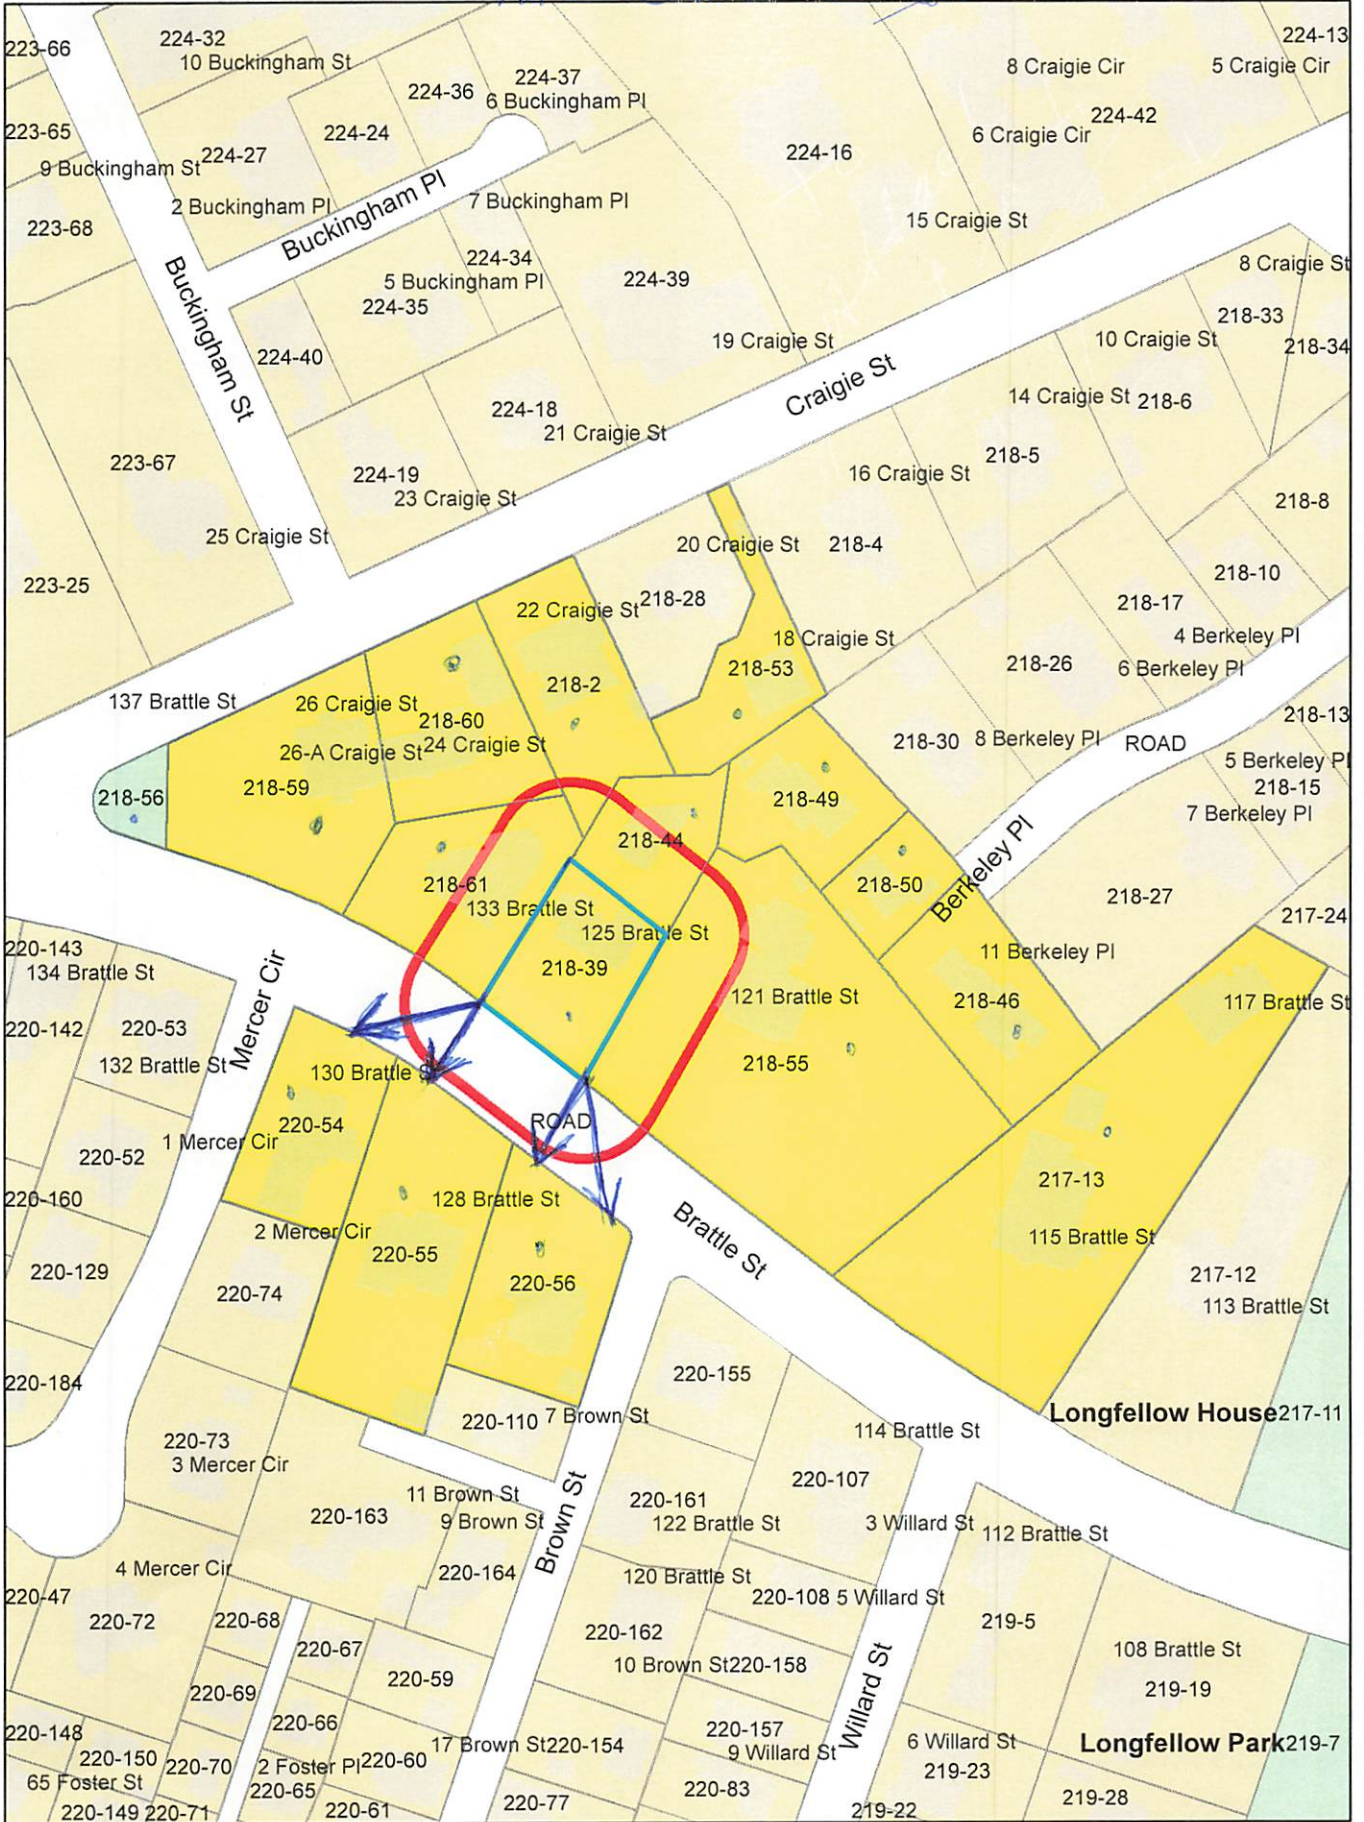 224-13
224-32
223-66
10 Buckingham St
8 Craigie Cir
5 Craigie Cir
224-37
224-36
6 Buckingham Pl
224-42
223-65
224-24
6 Craigie Cir
224-27
224-16
9 Buckingham St
2 Buckingham Pl
Buckingham Pl
7 Buckingham Pl
223-68
15 Craigie St
224-34
8 Craigie St
5 Buckingham Pl
224-39
224-35
218-33
Buckingham St
10 Craigie St
19 Craigie St
218-34
224-40
Craigie St
14 Craigie St
218-6
224-18
21 Craigie St
218-5
223-67
224-19
16 Craigie St
23 Craigie St
218-8
25 Craigie St
20 Craigie St
218-4
218-10
223-25
22 Craigie St
218-28
218-17
18 Craigie St
4 Berkeley Pl
218-53
218-26
6 Berkeley Pl
218-2
137 Brattle St
26 Craigie St
218-60
218-13
24 Craigie St
26-A Craigie St
218-30
8 Berkeley Pl
ROAD
5 Berkeley Pl
218-59
218-15
218-56
218-49
7 Berkeley Pl
218-44
Berkeley Pl
218-61
218-50
218-27
133 Brattle St
217-24
125 Brattle St
220-143
134 Brattle St
11 Berkeley Pl
218-39
Mercer Cir
121 Brattle St
218-46
117 Brattle St
220-142
220-53
132 Brattle St
130 Brattle St
218-55
ROAD
220-54
1 Mercer Cir
220-52
217-13
220-160
128 Brattle St
Brattle St
2 Mercer Cir
115 Brattle St
220-55
220-129
220-56
217-12
220-74
113 Brattle St
220-155
220-184
Longfellow House
217-11
220-110
7 Brown St
114 Brattle St
220-73
3 Mercer Cir
220-107
11 Brown St
220-161
220-163
9 Brown St
122 Brattle St
3 Willard St
112 Brattle St
Brown St
4 Mercer Cir
220-164
120 Brattle St
220-47
220-108
5 Willard St
220-72
220-68
219-5
220-67
220-162
108 Brattle St
10 Brown St
220-158
220-59
219-19
220-69
Willard St
220-66
220-148
220-157
6 Willard St
Longfellow Park
219-7
17 Brown St
220-154
9 Willard St
220-150
220-70
2 Foster Pl
220-60
219-23
65 Foster St
220-65
220-83
219-28
220-149
220-71
220-61
220-77
219-22